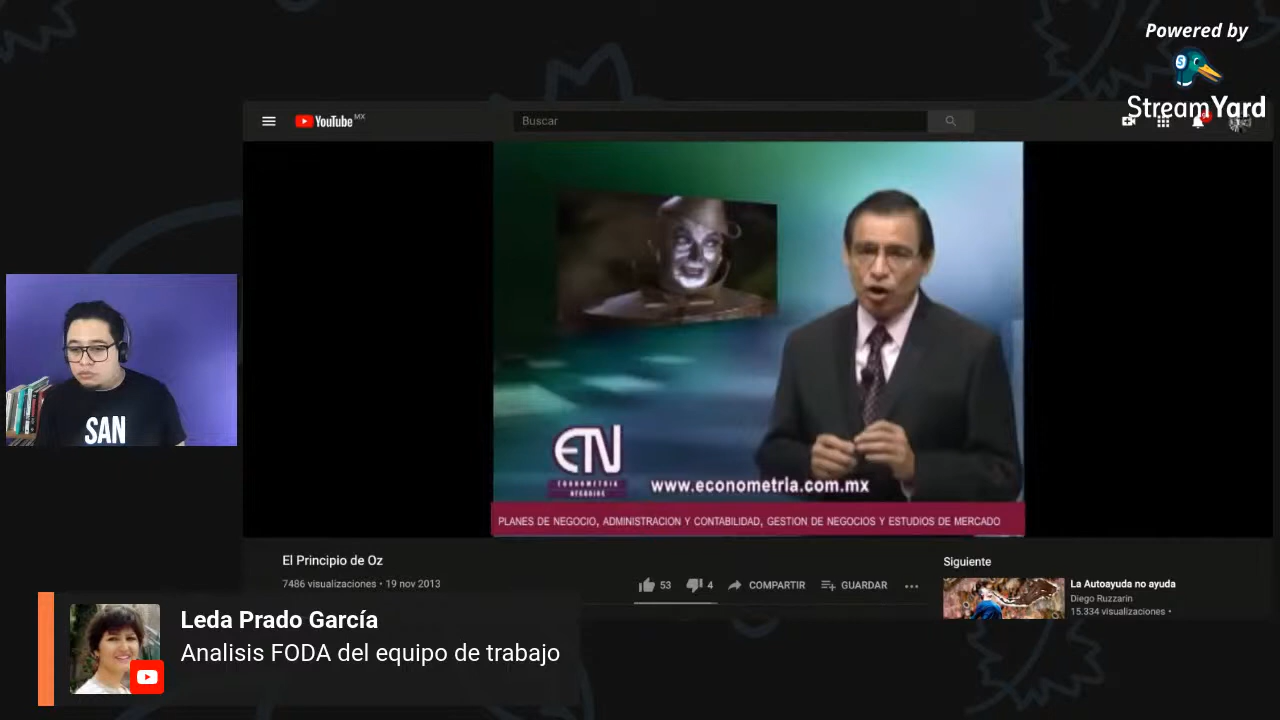 Powered by
StreamYard
YouTube MX
Buscar
ETN
ECONOMETRIA
NEGOCIOS
www.econometria.com.mx
PLANES DE NEGOCIO, ADMINISTRACION Y CONTABILIDAD, GESTION DE NEGOCIOS Y ESTUDIOS DE MERCADO
SAN
El Principio de Oz
7486 visualizaciones • 19 nov 2013
53
4
COMPARTIR
GUARDAR
Siguiente
La Autoayuda no ayuda
Diego Ruzzarin
15.334 visualizaciones •
Leda Prado García
Analisis FODA del equipo de trabajo